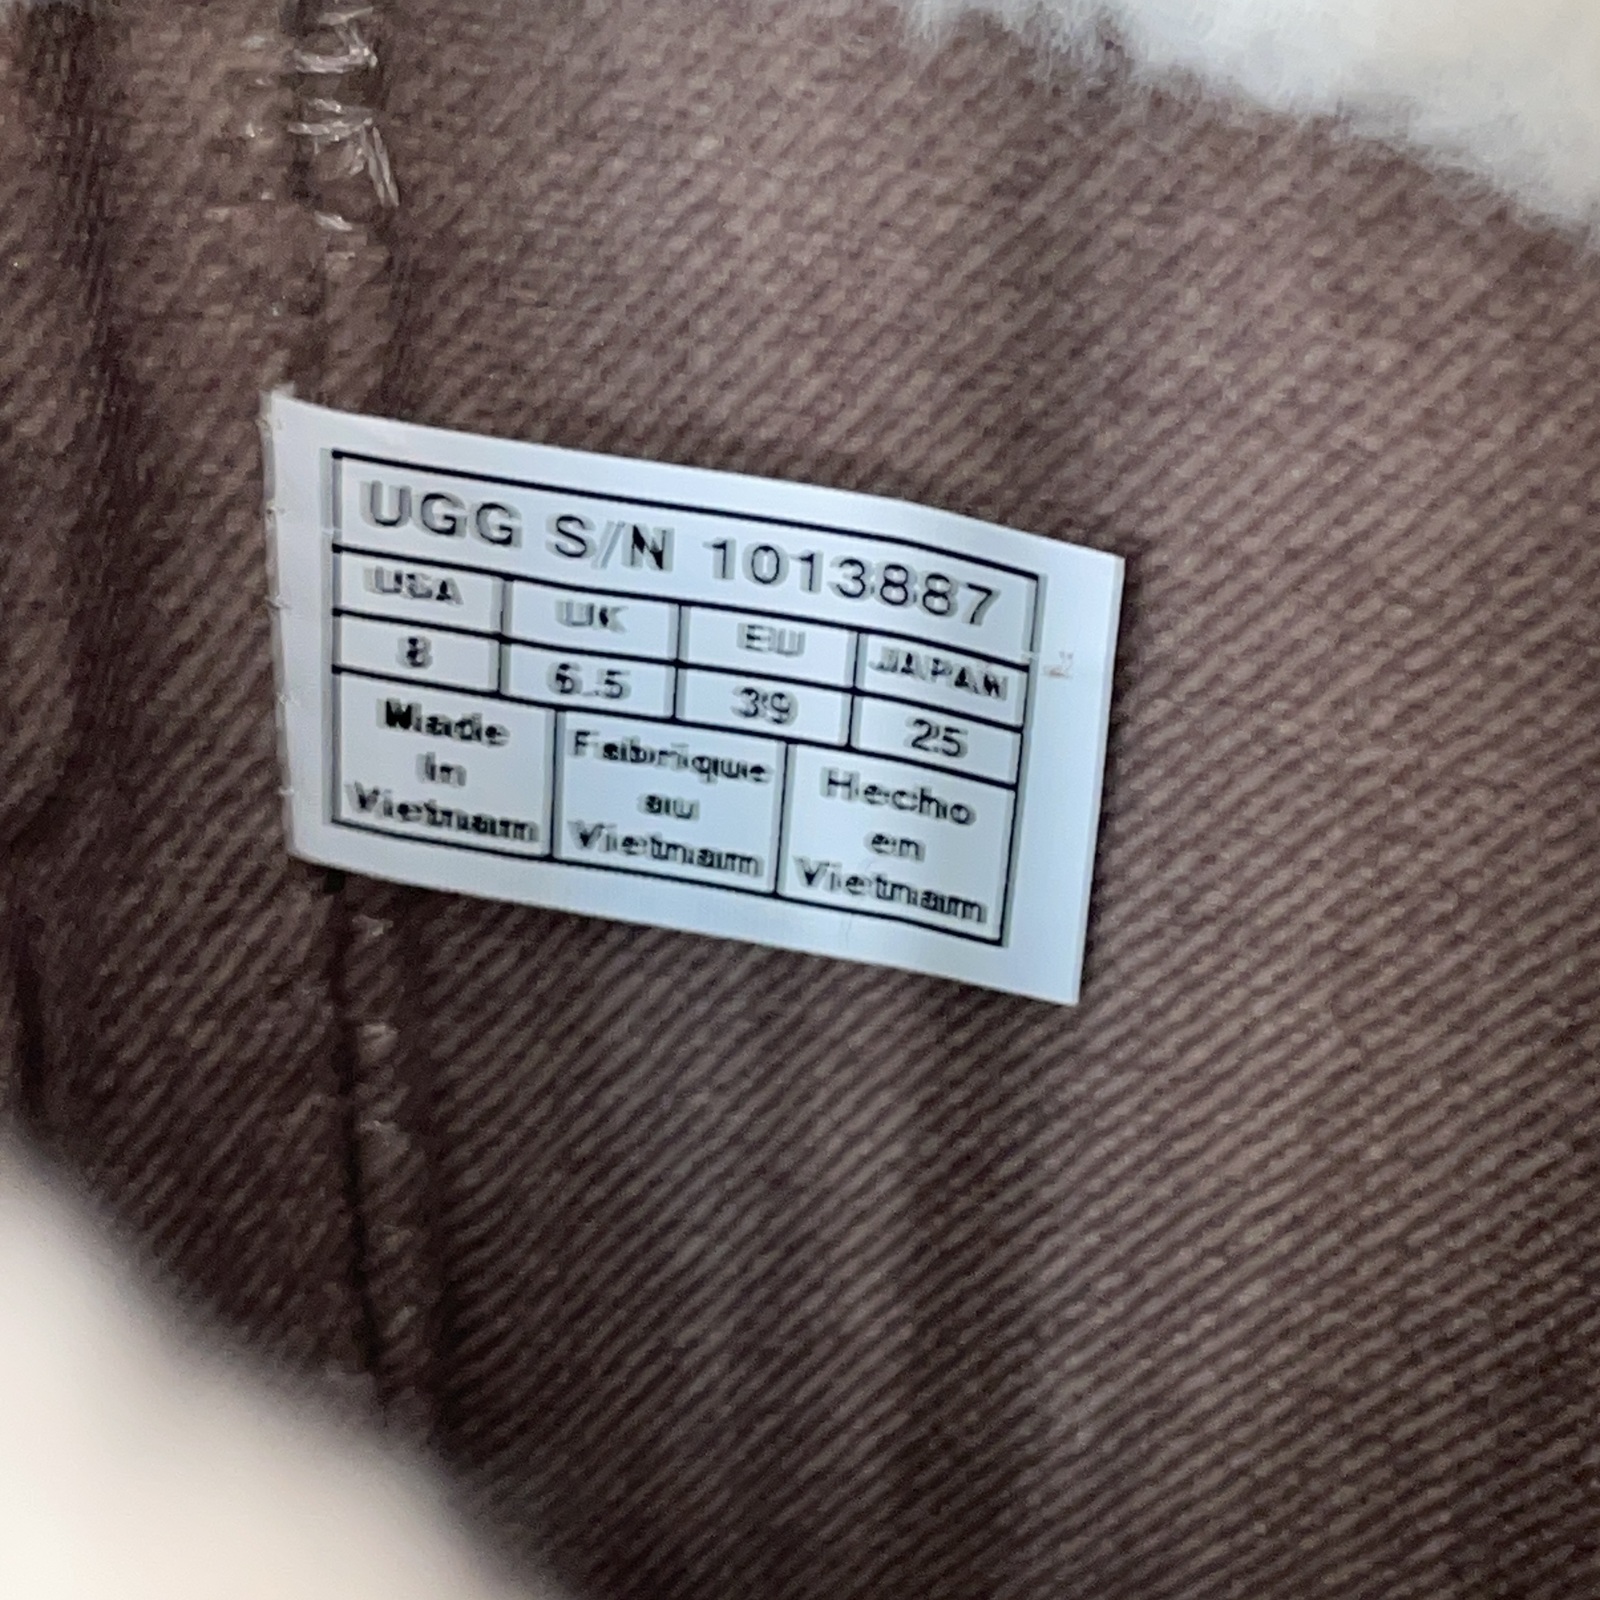 UGG S/N 1013887
USA UK EU JAPAN
8 6.5 39 25
Made Fabrique Hecho
in au en
Vietnam Vietnam Vietnam